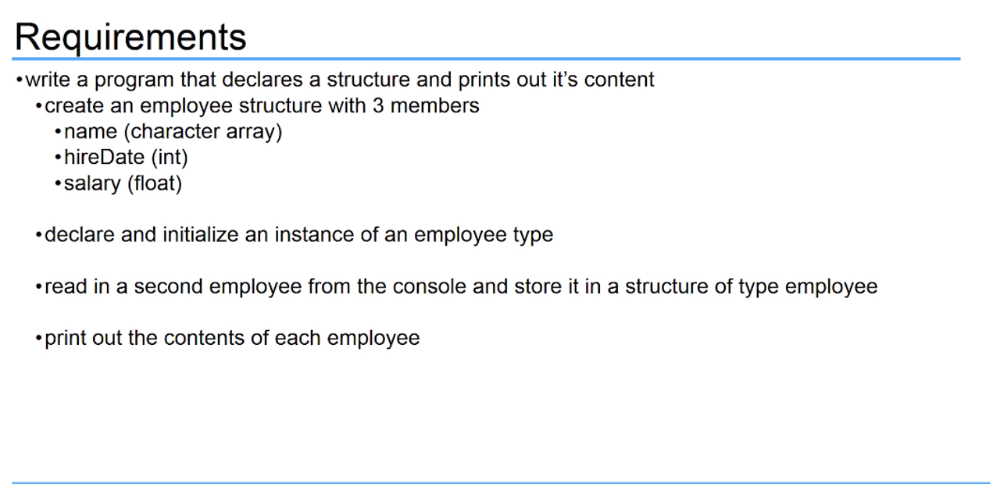 Requirements
•write a program that declares a structure and prints out it’s content
•create an employee structure with 3 members
•name (character array)
•hireDate (int)
•salary (float)
•declare and initialize an instance of an employee type
•read in a second employee from the console and store it in a structure of type employee
•print out the contents of each employee